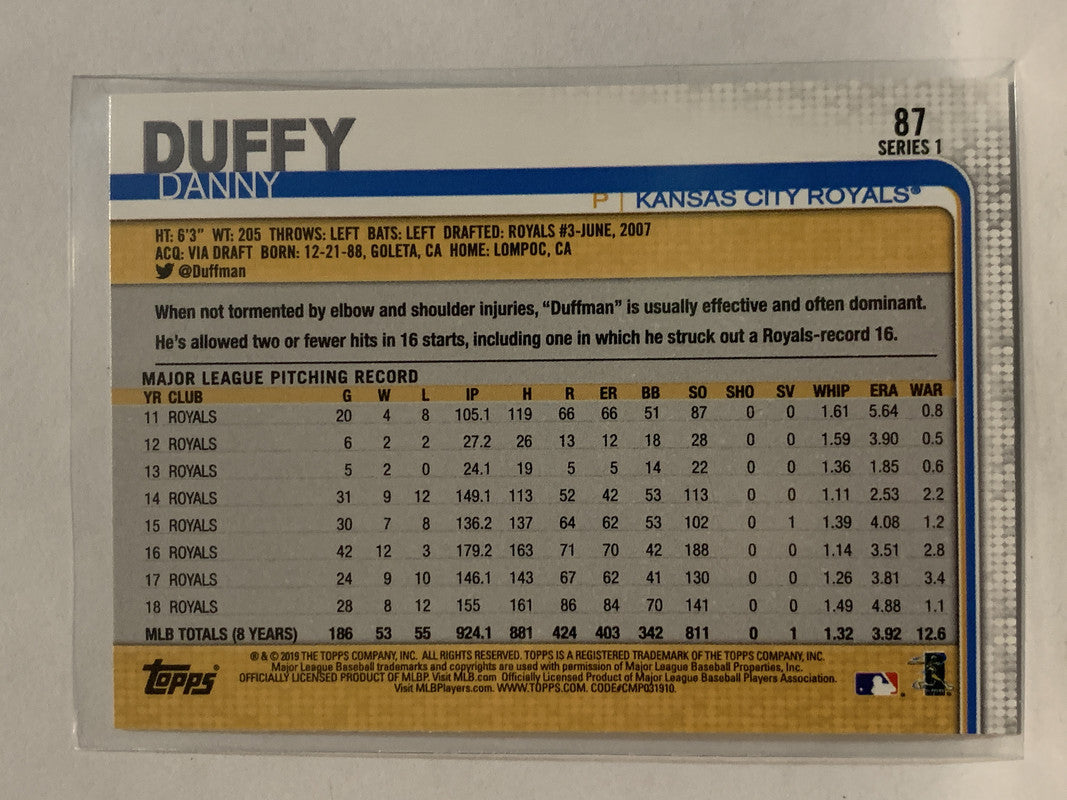 DUFFY
DANNY
87
SERIES 1
P | KANSAS CITY ROYALS®
HT: 6'3" WT: 205 THROWS: LEFT BATS: LEFT DRAFTED: ROYALS #3-JUNE, 2007
ACQ: VIA DRAFT BORN: 12-21-88, GOLETA, CA HOME: LOMPOC, CA
@Duffman
When not tormented by elbow and shoulder injuries, “Duffman” is usually effective and often dominant.
He's allowed two or fewer hits in 16 starts, including one in which he struck out a Royals-record 16.
MAJOR LEAGUE PITCHING RECORD
YR CLUB G W L IP H R ER BB SO SHO SV WHIP ERA WAR
11 ROYALS 20 4 8 105.1 119 66 66 51 87 0 0 1.61 5.64 0.8
12 ROYALS 6 2 2 27.2 26 13 12 18 28 0 0 1.59 3.90 0.5
13 ROYALS 5 2 0 24.1 19 5 5 14 22 0 0 1.36 1.85 0.6
14 ROYALS 31 9 12 149.1 113 52 42 53 113 0 0 1.11 2.53 2.2
15 ROYALS 30 7 8 136.2 137 64 62 53 102 0 1 1.39 4.08 1.2
16 ROYALS 42 12 3 179.2 163 71 70 42 188 0 0 1.14 3.51 2.8
17 ROYALS 24 9 10 146.1 143 67 62 41 130 0 0 1.26 3.81 3.4
18 ROYALS 28 8 12 155 161 86 84 70 141 0 0 1.49 4.88 1.1
MLB TOTALS (8 YEARS) 186 53 55 924.1 881 424 403 342 811 0 1 1.32 3.92 12.6
Topps®
® & © 2019 THE TOPPS COMPANY, INC. ALL RIGHTS RESERVED. TOPPS IS A REGISTERED TRADEMARK OF THE TOPPS COMPANY, INC.
Major League Baseball trademarks and copyrights are used with permission of Major League Baseball Properties, Inc.
OFFICIALLY LICENSED PRODUCT OF MLBP. Visit MLB.com Officially Licensed Product of Major League Baseball Players Association.
Visit MLBPlayers.com. WWW.TOPPS.COM. CODE#CMP031910.